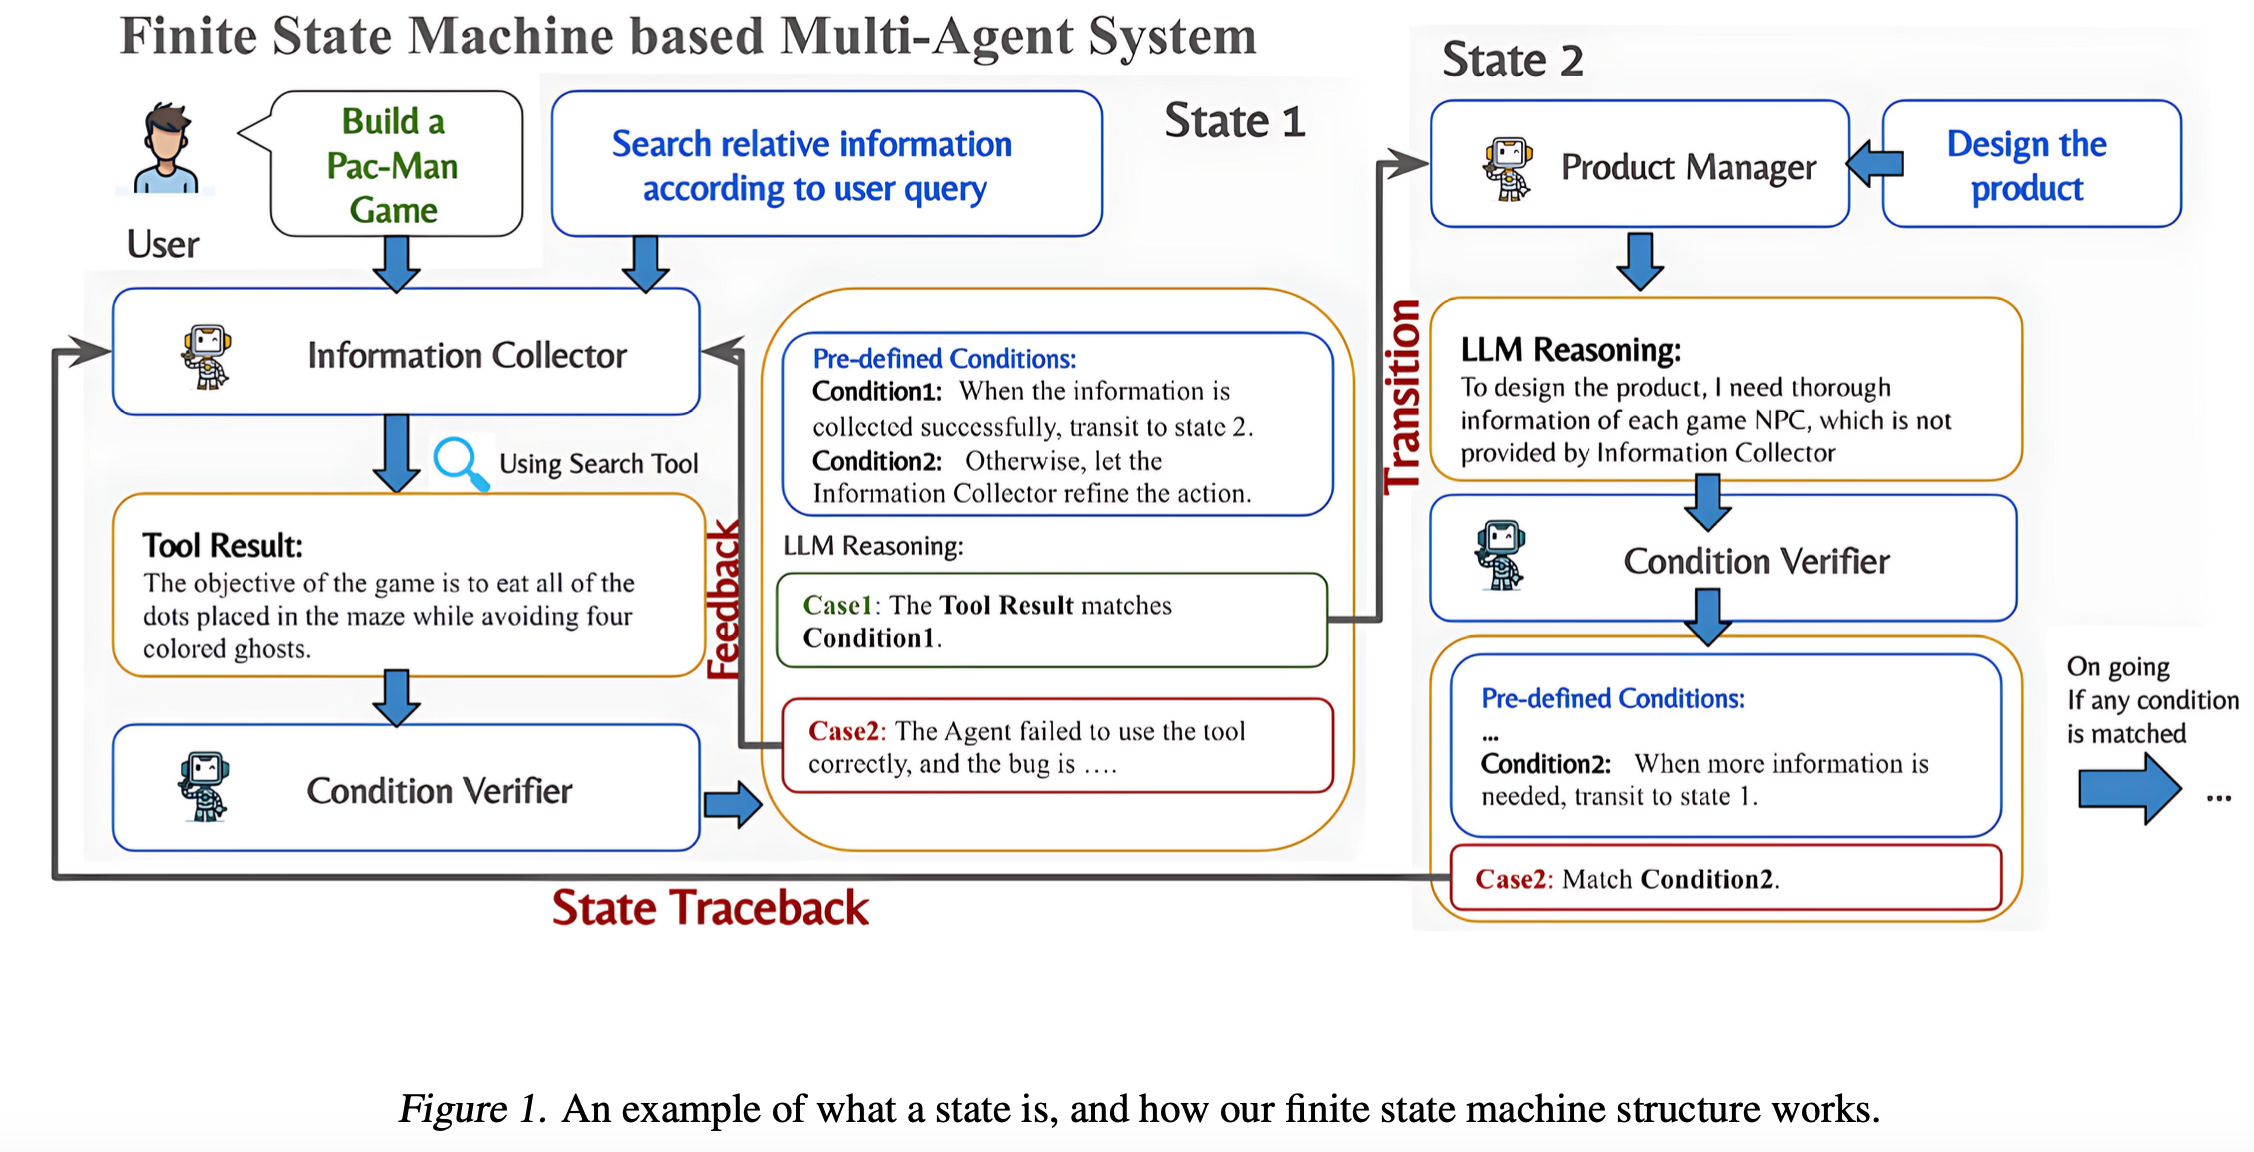 Finite State Machine based Multi-Agent System
User
Build a
Pac-Man
Game
Search relative information
according to user query
State 1
Information Collector
Using Search Tool
Tool Result:
The objective of the game is to eat all of the
dots placed in the maze while avoiding four
colored ghosts.
Condition Verifier
Feedback
Pre-defined Conditions:
Condition1: When the information is
collected successfully, transit to state 2.
Condition2: Otherwise, let the
Information Collector refine the action.
LLM Reasoning:
Case1: The Tool Result matches
Condition1.
Case2: The Agent failed to use the tool
correctly, and the bug is ....
Transition
State 2
Product Manager
Design the
product
LLM Reasoning:
To design the product, I need thorough
information of each game NPC, which is not
provided by Information Collector
Condition Verifier
Pre-defined Conditions:
...
Condition2: When more information is
needed, transit to state 1.
Case2: Match Condition2.
State Traceback
On going
If any condition
is matched
...
Figure 1. An example of what a state is, and how our finite state machine structure works.